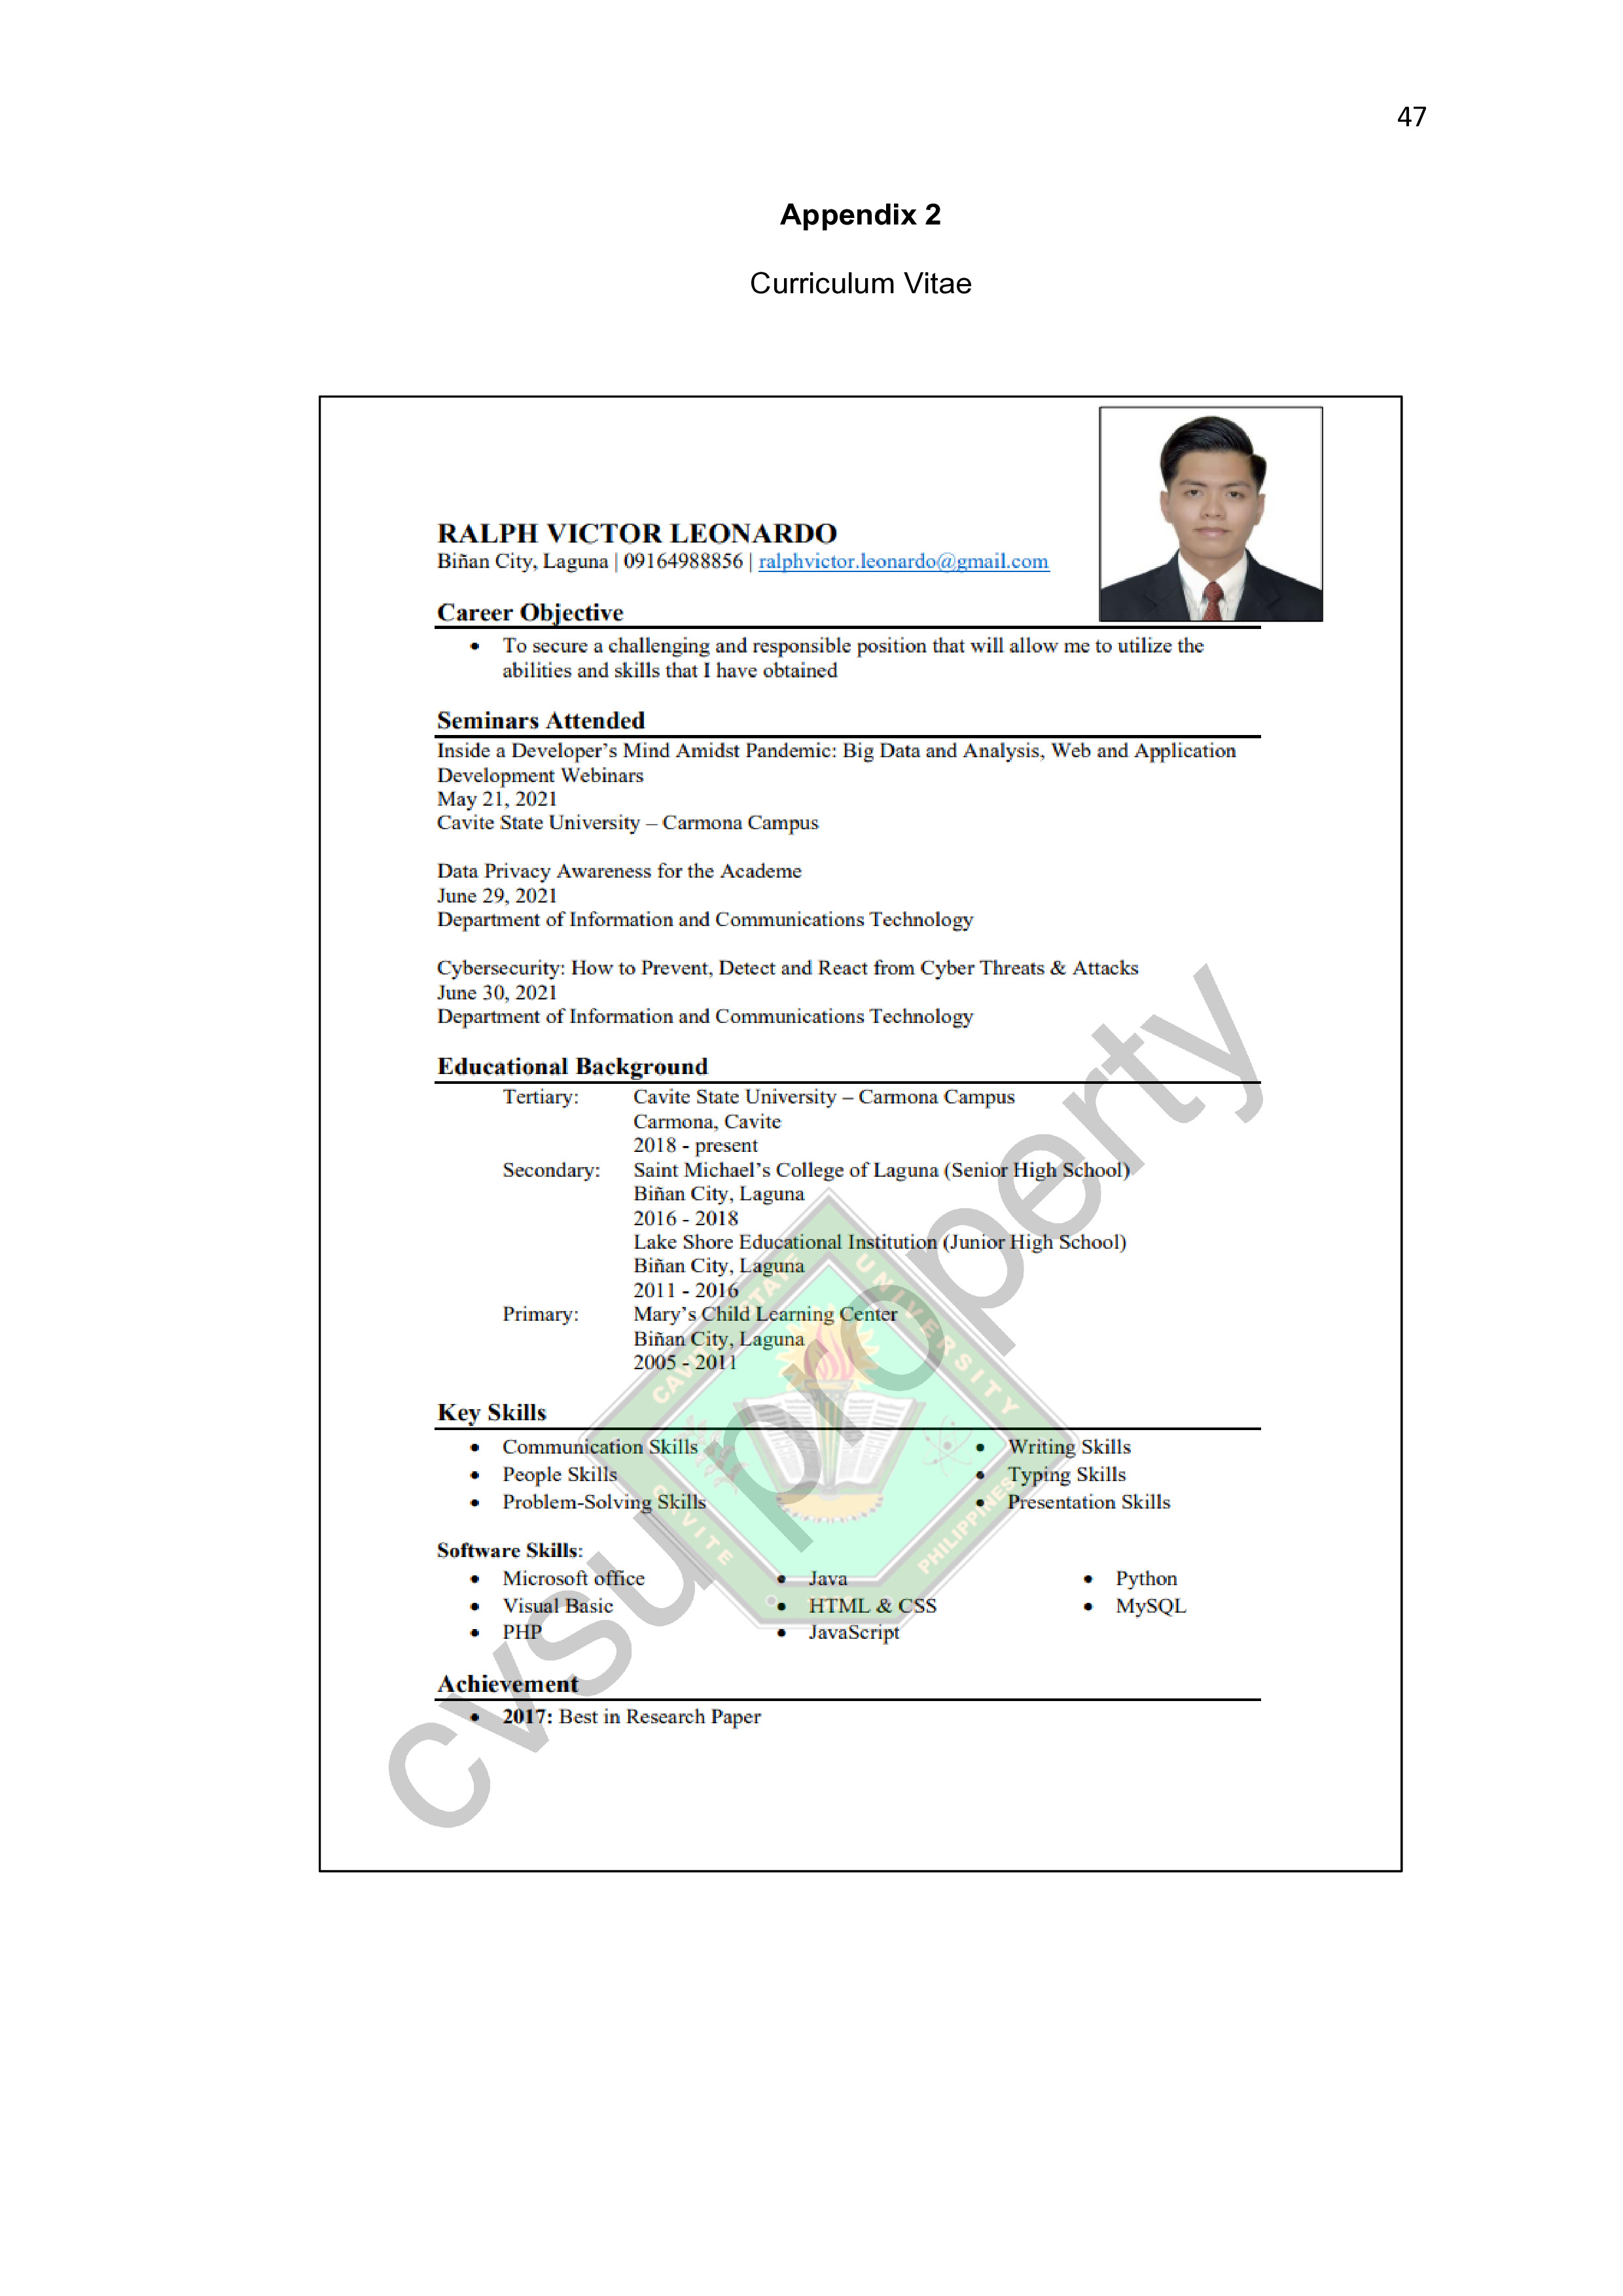 47
Appendix 2
Curriculum Vitae
RALPH VICTOR LEONARDO
Biñan City, Laguna | 09164988856 | ralphvictor.leonardo@gmail.com
Career Objective
• To secure a challenging and responsible position that will allow me to utilize the
abilities and skills that I have obtained
Seminars Attended
Inside a Developer's Mind Amidst Pandemic: Big Data and Analysis, Web and Application
Development Webinars
May 21, 2021
Cavite State University – Carmona Campus
Data Privacy Awareness for the Academe
June 29, 2021
Department of Information and Communications Technology
Cybersecurity: How to Prevent, Detect and React from Cyber Threats & Attacks
June 30, 2021
Department of Information and Communications Technology
Educational Background
Tertiary: Cavite State University – Carmona Campus
Carmona, Cavite
2018 - present
Secondary: Saint Michael's College of Laguna (Senior High School)
Biñan City, Laguna
2016 - 2018
Lake Shore Educational Institution (Junior High School)
Biñan City, Laguna
2011 - 2016
Primary: Mary's Child Learning Center
Biñan City, Laguna
2005 - 2011
Key Skills
• Communication Skills • Writing Skills
• People Skills • Typing Skills
• Problem-Solving Skills • Presentation Skills
Software Skills:
• Microsoft office • Java • Python
• Visual Basic • HTML & CSS • MySQL
• PHP • JavaScript
Achievement
• 2017: Best in Research Paper
cvsu property
CAVITE STATE UNIVERSITY
CAVITE PHILIPPINES